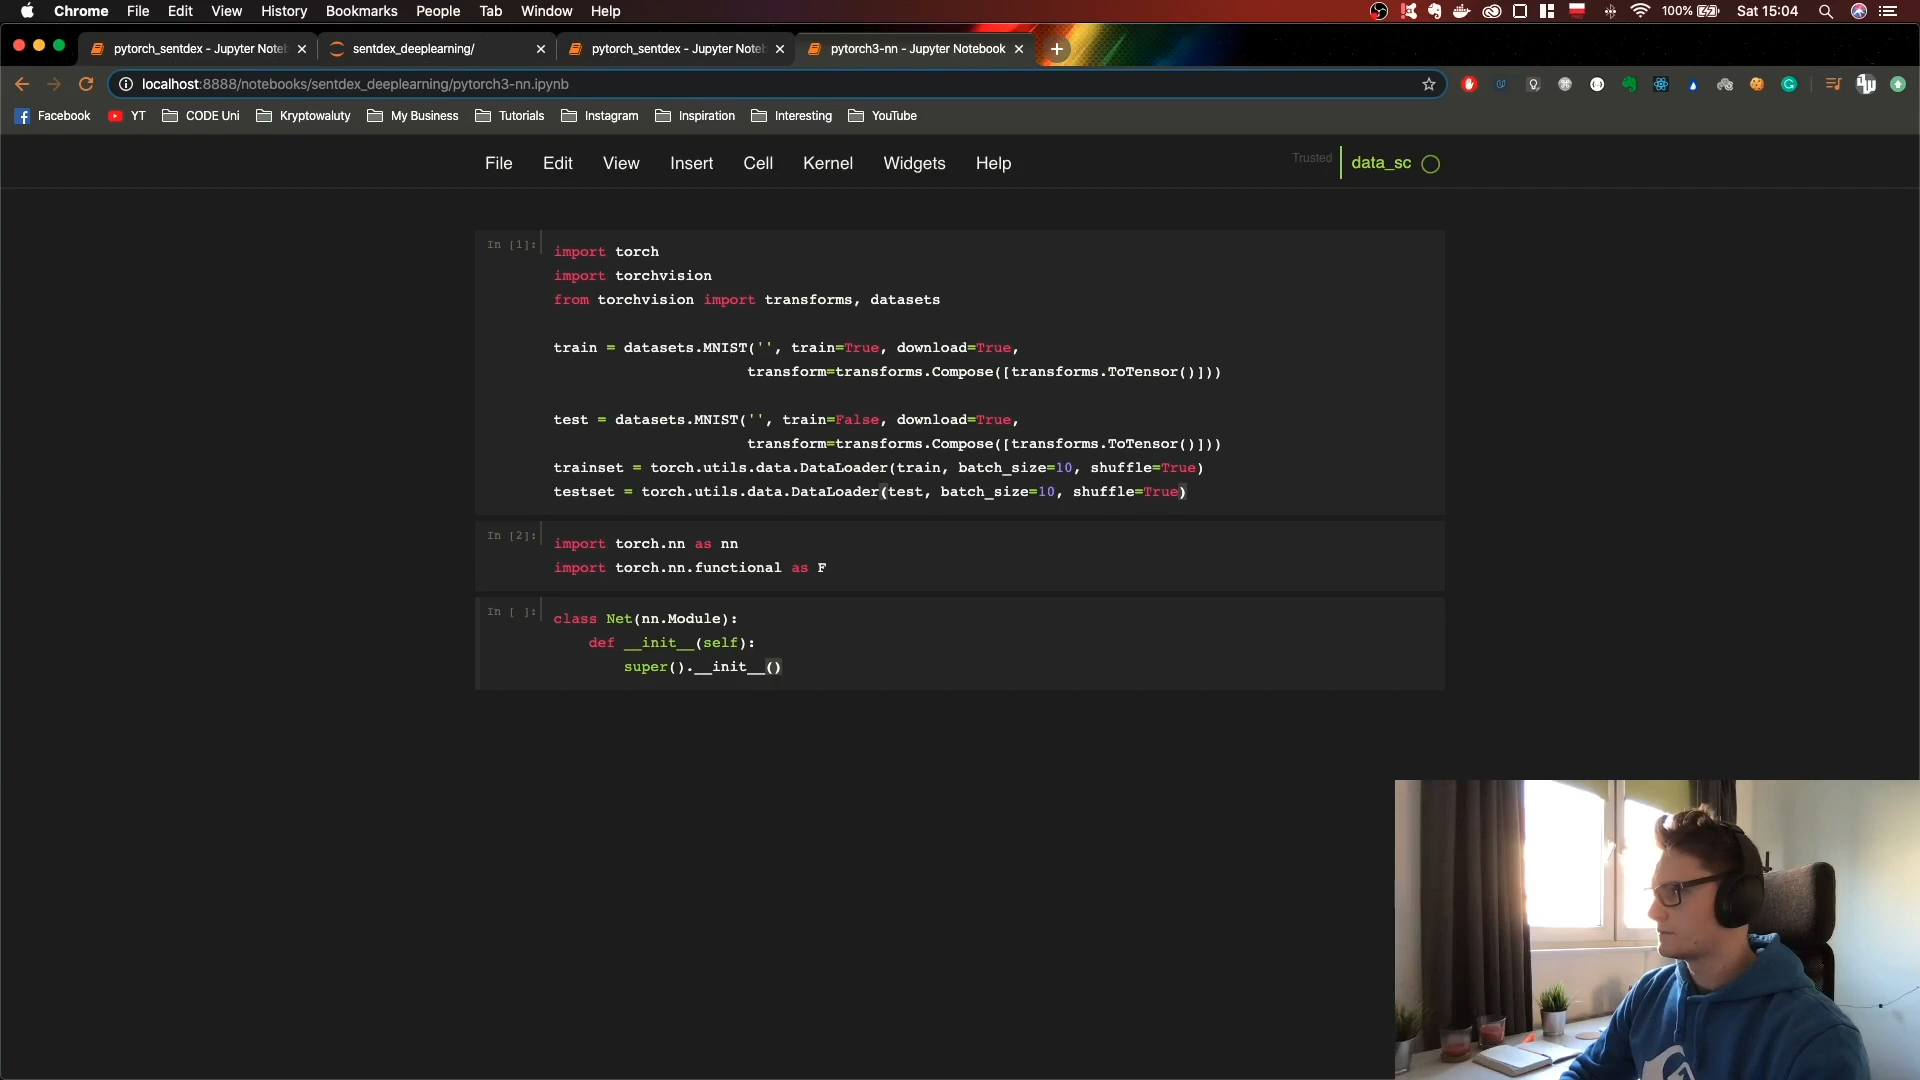 Chrome File Edit View History Bookmarks People Tab Window Help 100% Sat 15:04
pytorch_sentdex - Jupyter Noteb sentdex_deeplearning/ pytorch_sentdex - Jupyter Noteb pytorch3-nn - Jupyter Notebook
localhost:8888/notebooks/sentdex_deeplearning/pytorch3-nn.ipynb
Facebook YT CODE Uni Kryptowaluty My Business Tutorials Instagram Inspiration Interesting YouTube
File Edit View Insert Cell Kernel Widgets Help Trusted data_sc
In [1]:
import torch
import torchvision
from torchvision import transforms, datasets
train = datasets.MNIST('', train=True, download=True,
transform=transforms.Compose([transforms.ToTensor()]))
test = datasets.MNIST('', train=False, download=True,
transform=transforms.Compose([transforms.ToTensor()]))
trainset = torch.utils.data.DataLoader(train, batch_size=10, shuffle=True)
testset = torch.utils.data.DataLoader(test, batch_size=10, shuffle=True)
In [2]:
import torch.nn as nn
import torch.nn.functional as F
In [ ]:
class Net(nn.Module):
def __init__(self):
super().__init__()